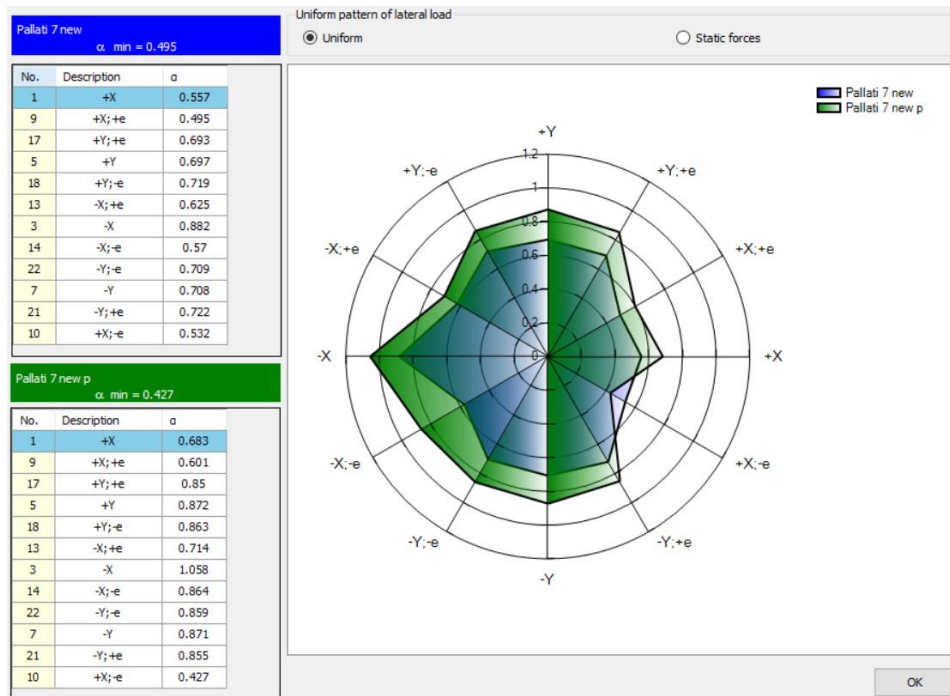 Pallati 7 new
α min = 0.495
No. Description α
1 +X 0.557
9 +X;+e 0.495
17 +Y;+e 0.693
5 +Y 0.697
18 +Y;-e 0.719
13 -X;+e 0.625
3 -X 0.882
14 -X;-e 0.57
22 -Y;-e 0.709
7 -Y 0.708
21 -Y;+e 0.722
10 +X;-e 0.532
Pallati 7 new p
α min = 0.427
No. Description α
1 +X 0.683
9 +X;+e 0.601
17 +Y;+e 0.85
5 +Y 0.872
18 +Y;-e 0.863
13 -X;+e 0.714
3 -X 1.058
14 -X;-e 0.864
22 -Y;-e 0.859
7 -Y 0.871
21 -Y;+e 0.855
10 +X;-e 0.427
Uniform pattern of lateral load
Uniform Static forces
Pallati 7 new
Pallati 7 new p
+Y
+Y;-e +Y;+e
-X;+e +X;+e
-X +X
-X;-e +X;-e
-Y;-e -Y;+e
-Y
1.2
1
0.8
0.6
0.4
0.2
0
OK